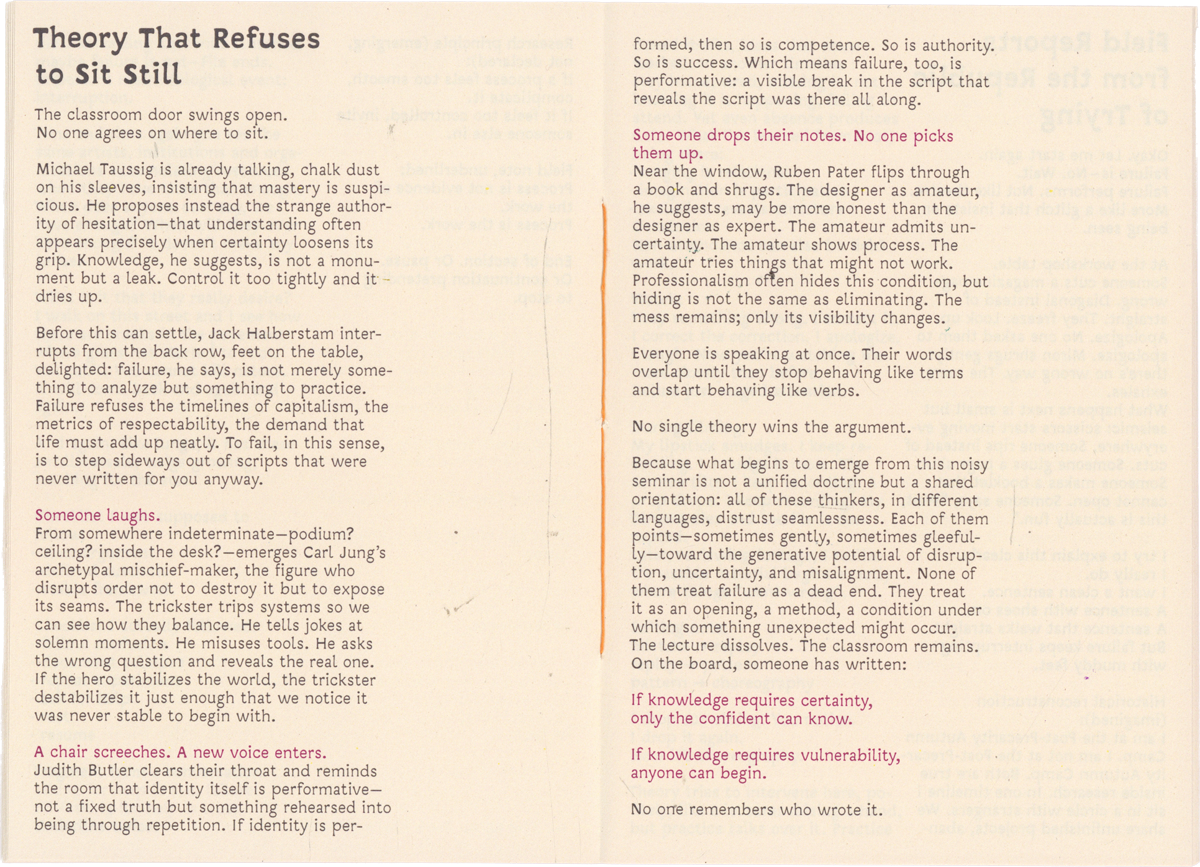 Theory That Refuses
to Sit Still
The classroom door swings open.
No one agrees on where to sit.
Michael Taussig is already talking, chalk dust
on his sleeves, insisting that mastery is suspi-
cious. He proposes instead the strange author-
ity of hesitation—that understanding often
appears precisely when certainty loosens its
grip. Knowledge, he suggests, is not a monu-
ment but a leak. Control it too tightly and it
dries up.
Before this can settle, Jack Halberstam inter-
rupts from the back row, feet on the table,
delighted: failure, he says, is not merely some-
thing to analyze but something to practice.
Failure refuses the timelines of capitalism, the
metrics of respectability, the demand that
life must add up neatly. To fail, in this sense,
is to step sideways out of scripts that were
never written for you anyway.
Someone laughs.
From somewhere indeterminate—podium?
ceiling? inside the desk?—emerges Carl Jung's
archetypal mischief-maker, the figure who
disrupts order not to destroy it but to expose
its seams. The trickster trips systems so we
can see how they balance. He tells jokes at
solemn moments. He misuses tools. He asks
the wrong question and reveals the real one.
If the hero stabilizes the world, the trickster
destabilizes it just enough that we notice it
was never stable to begin with.
A chair screeches. A new voice enters.
Judith Butler clears their throat and reminds
the room that identity itself is performative—
not a fixed truth but something rehearsed into
being through repetition. If identity is per-
formed, then so is competence. So is authority.
So is success. Which means failure, too, is
performative: a visible break in the script that
reveals the script was there all along.
Someone drops their notes. No one picks
them up.
Near the window, Ruben Pater flips through
a book and shrugs. The designer as amateur,
he suggests, may be more honest than the
designer as expert. The amateur admits un-
certainty. The amateur shows process. The
amateur tries things that might not work.
Professionalism often hides this condition, but
hiding is not the same as eliminating. The
mess remains; only its visibility changes.
Everyone is speaking at once. Their words
overlap until they stop behaving like terms
and start behaving like verbs.
No single theory wins the argument.
Because what begins to emerge from this noisy
seminar is not a unified doctrine but a shared
orientation: all of these thinkers, in different
languages, distrust seamlessness. Each of them
points—sometimes gently, sometimes gleeful-
ly—toward the generative potential of disrup-
tion, uncertainty, and misalignment. None of
them treat failure as a dead end. They treat
it as an opening, a method, a condition under
which something unexpected might occur.
The lecture dissolves. The classroom remains.
On the board, someone has written:
If knowledge requires certainty,
only the confident can know.
If knowledge requires vulnerability,
anyone can begin.
No one remembers who wrote it.